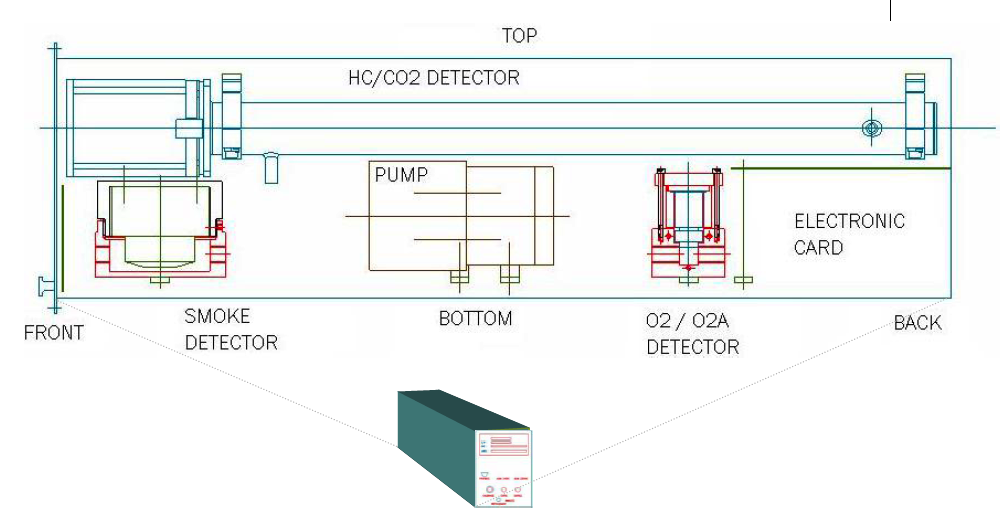 TOP
HC/CO2 DETECTOR
PUMP
ELECTRONIC
CARD
FRONT
SMOKE
DETECTOR
BOTTOM
O2 / O2A
DETECTOR
BACK